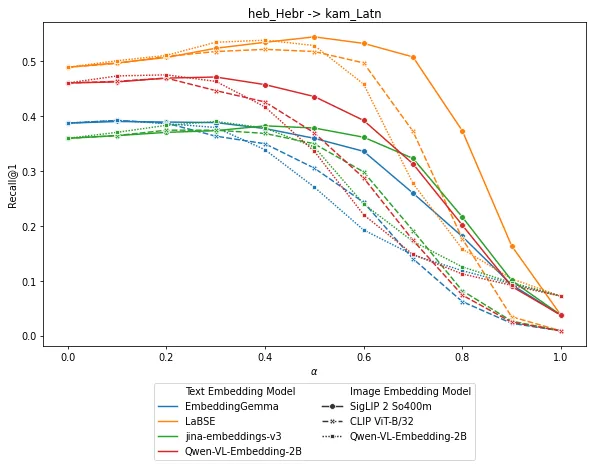 heb_Hebr -> kam_Latn
Recall@1
0.5
0.4
0.3
0.2
0.1
0.0
0.0 0.2 0.4 0.6 0.8 1.0
α
Text Embedding Model
EmbeddingGemma
LaBSE
jina-embeddings-v3
Qwen-VL-Embedding-2B
Image Embedding Model
SigLIP 2 So400m
CLIP ViT-B/32
Qwen-VL-Embedding-2B